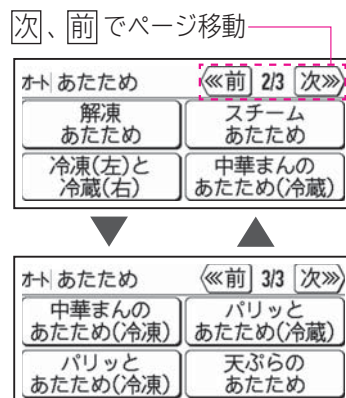 次、前でページ移動
オート あたため 《前 2/3 次》
解凍
あたため
スチーム
あたため
冷凍(左)と
冷蔵(右)
中華まんの
あたため(冷蔵)
オート あたため 《前 3/3 次》
中華まんの
あたため(冷凍)
パリッと
あたため(冷蔵)
パリッと
あたため(冷凍)
天ぷらの
あたため